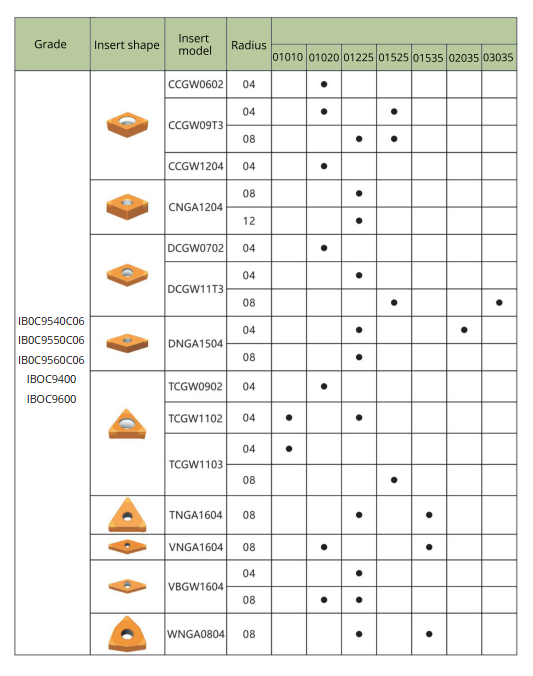 Grade Insert shape Insert model Radius
01010 01020 01225 01525 01535 02035 03035
IB0C9540C06
IB0C9550C06
IB0C9560C06
IBOC9400
IBOC9600
CCGW0602 04 ●
CCGW09T3 04 ● ●
08 ● ●
CCGW1204 04 ●
CNGA1204 08 ●
12 ●
DCGW0702 04 ●
DCGW11T3 04 ●
08 ● ●
DNGA1504 04 ● ●
08 ●
TCGW0902 04 ●
TCGW1102 04 ● ●
TCGW1103 04 ●
08 ●
TNGA1604 08 ● ●
VNGA1604 08 ● ●
VBGW1604 04 ●
08 ● ●
WNGA0804 08 ● ●